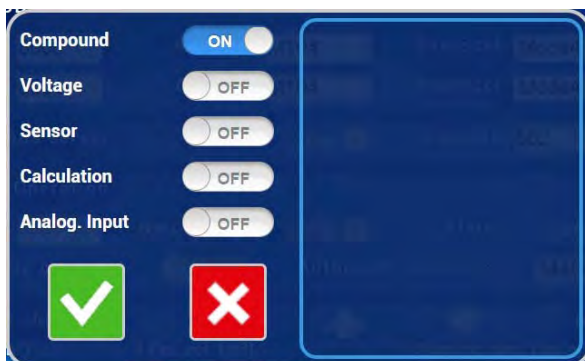 Compound ON
Voltage OFF
Sensor OFF
Calculation OFF
Analog. Input OFF